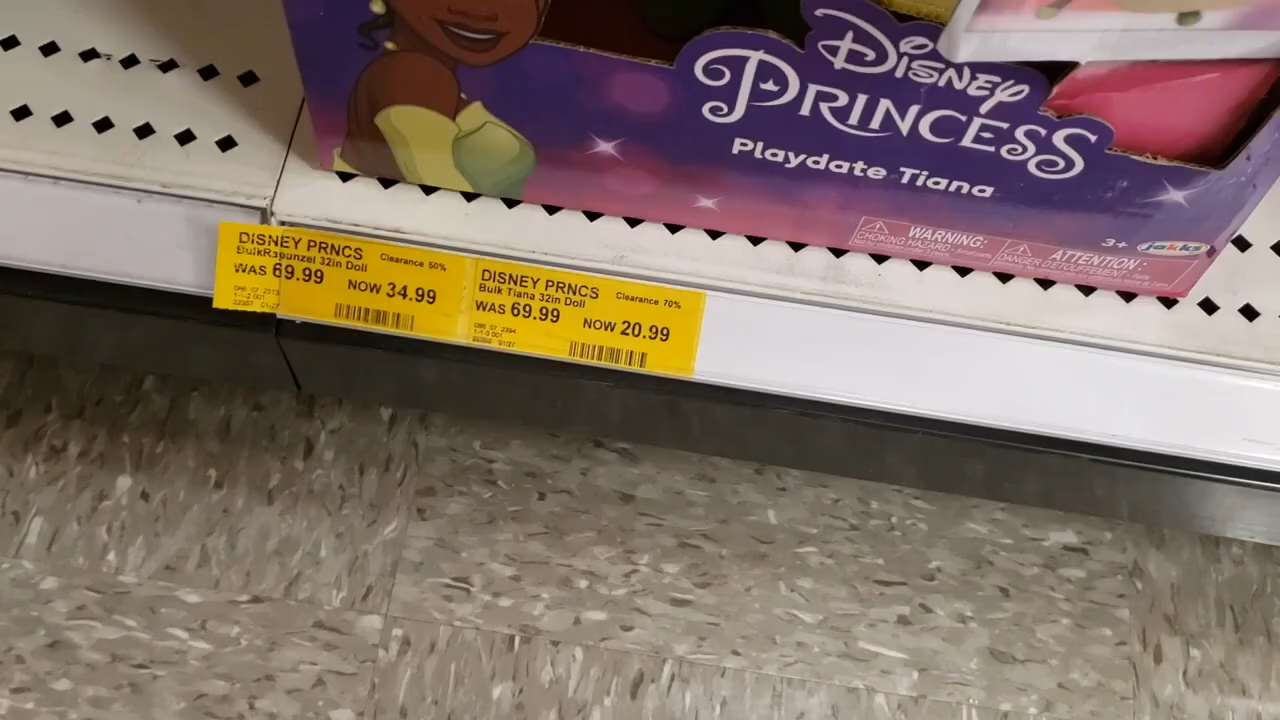 DISNEY
PRINCESS
Playdate Tiana
WARNING:
CHOKING HAZARD
ATTENTION
3+
jakks
DISNEY PRNCS
BulkRapunzel 32in Doll
Clearance 50%
WAS 69.99
NOW 34.99
DISNEY PRNCS
Bulk Tiana 32in Doll
Clearance 70%
WAS 69.99
NOW 20.99